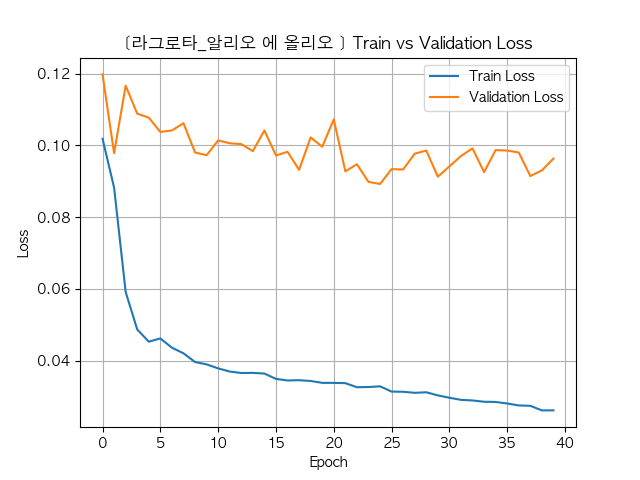 [라그로타_알리오 에 올리오 ] Train vs Validation Loss
Train Loss
Validation Loss
0.12
0.10
0.08
0.06
0.04
Loss
0 5 10 15 20 25 30 35 40
Epoch